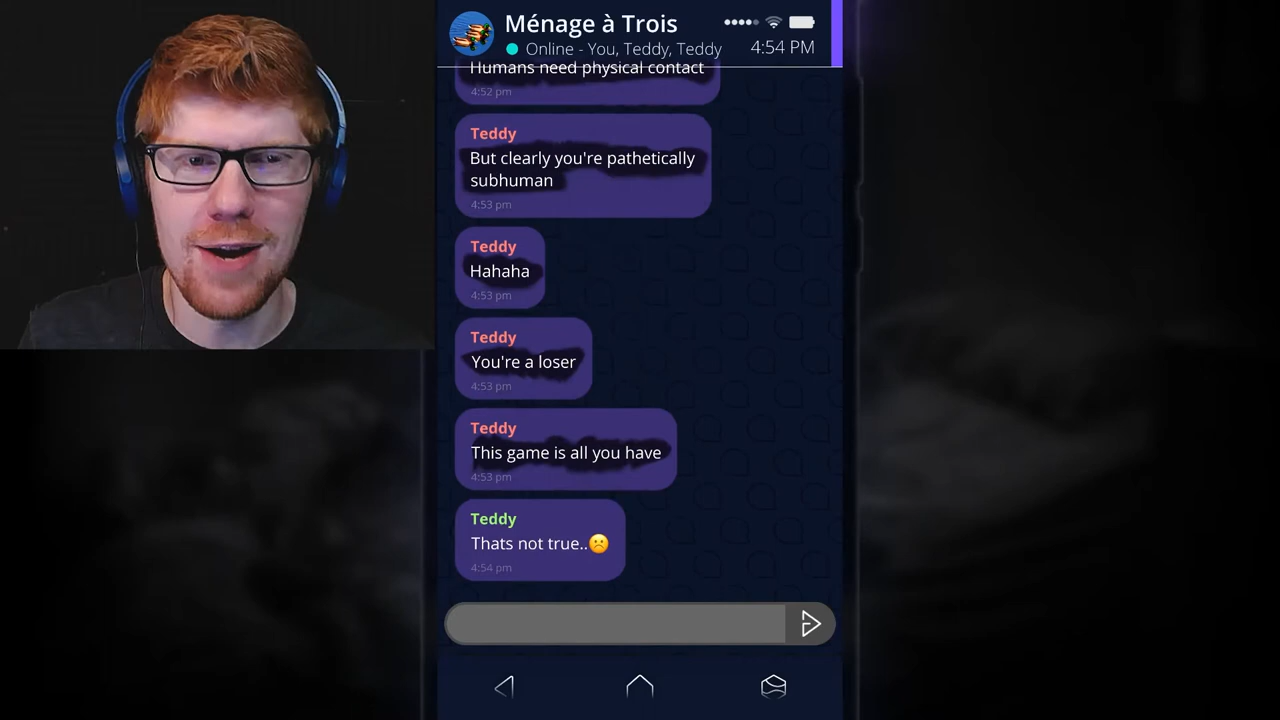 Ménage à Trois
Online - You, Teddy, Teddy
4:54 PM
Humans need physical contact
4:52 pm
Teddy
But clearly you're pathetically
subhuman
4:53 pm
Teddy
Hahaha
4:53 pm
Teddy
You're a loser
4:53 pm
Teddy
This game is all you have
4:53 pm
Teddy
Thats not true..☹️
4:54 pm